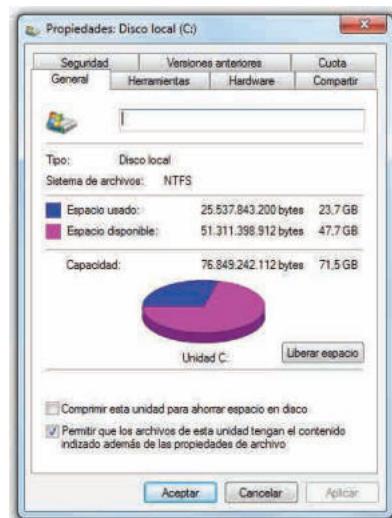 Propiedades: Disco local (C:)
Seguridad Versiones anteriores Cuota
General Herramientas Hardware Compartir
Tipo: Disco local
Sistema de archivos: NTFS
Espacio usado: 25.537.843.200 bytes 23,7 GB
Espacio disponible: 51.311.398.912 bytes 47,7 GB
Capacidad: 76.849.242.112 bytes 71,5 GB
Unidad C:
Liberar espacio
Comprimir esta unidad para ahorrar espacio en disco
Permitir que los archivos de esta unidad tengan el contenido
indizado además de las propiedades de archivo
Aceptar Cancelar Aplicar